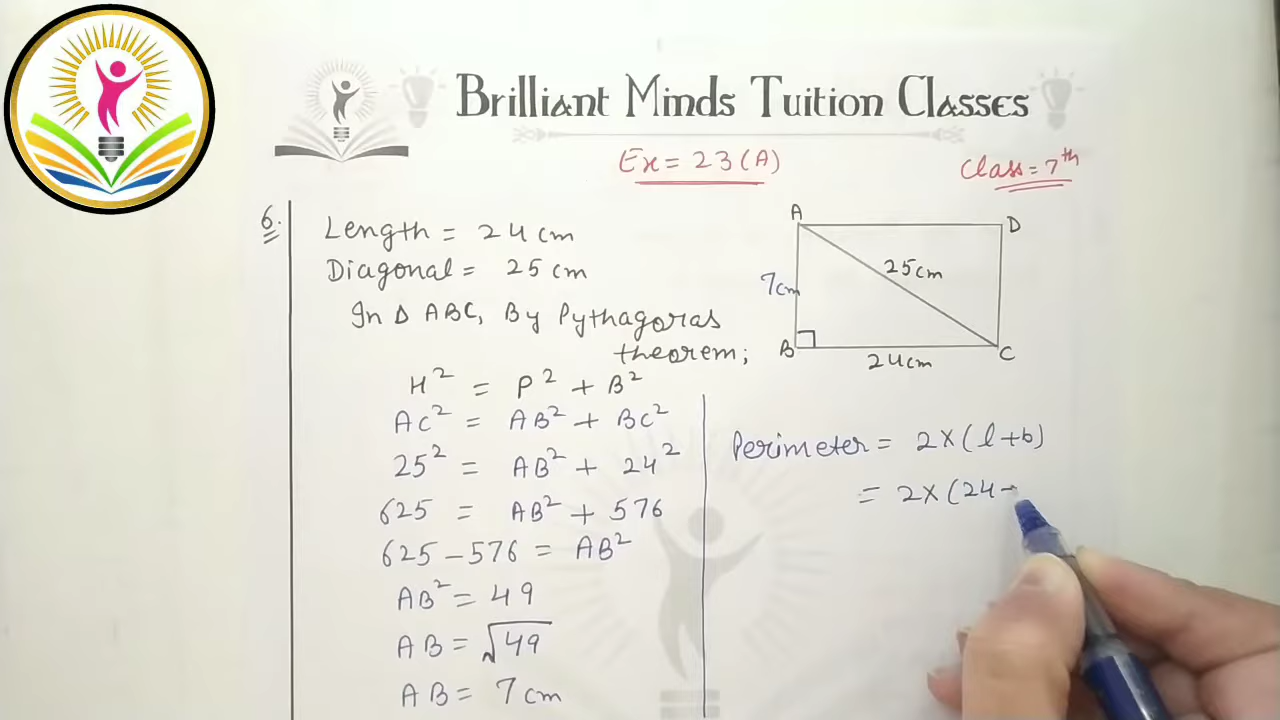 Brilliant Minds Tuition Classes
Ex = 23(A)
Class = 7th
6.
Length = 24 cm
Diagonal = 25 cm
In Δ ABC, By Pythagoras
theorem;
H² = P² + B²
AC² = AB² + BC²
25² = AB² + 24²
625 = AB² + 576
625 - 576 = AB²
AB² = 49
AB = √49
AB = 7 cm
A
D
25cm
7cm
B
24cm
C
Perimeter = 2 × (l + b)
= 2 × (24 -